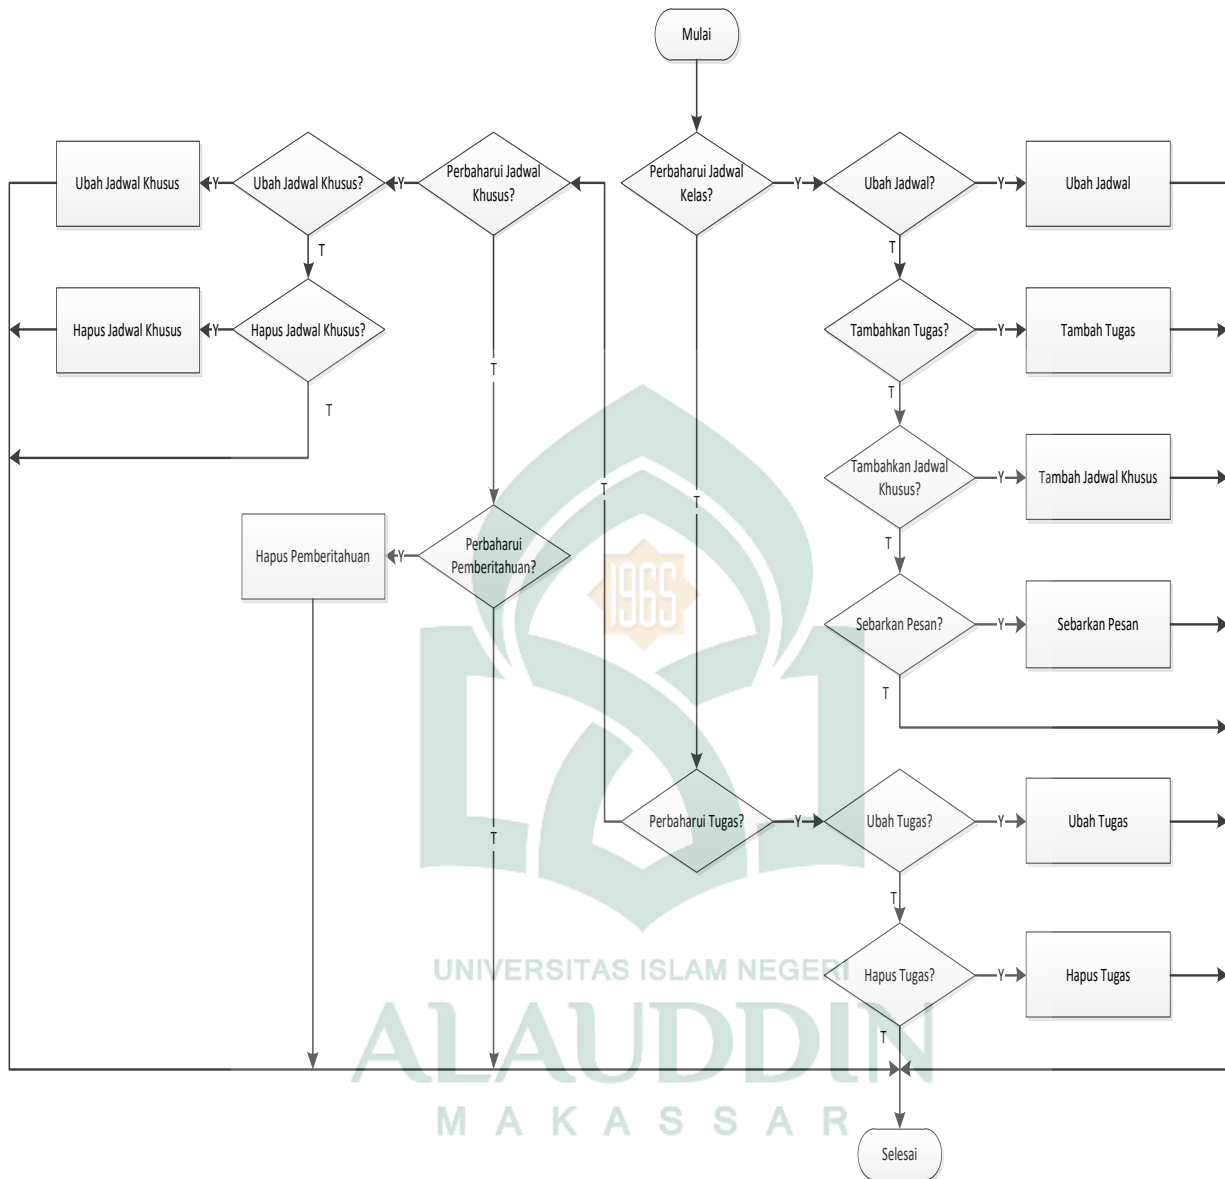 Mulai
Ubah Jadwal Khusus
Y
Ubah Jadwal Khusus?
Y
Perbaharui Jadwal
Khusus?
Perbaharui Jadwal
Kelas?
Y
Ubah Jadwal?
Y
Ubah Jadwal
T
T
Hapus Jadwal Khusus
Y
Hapus Jadwal Khusus?
Tambahkan Tugas?
Y
Tambah Tugas
T
T
T
Tambahkan Jadwal
Khusus?
Y
Tambah Jadwal Khusus
T
T
T
Hapus Pemberitahuan
Y
Perbaharui
Pemberitahuan?
1965
Sebarkan Pesan?
Y
Sebarkan Pesan
T
Perbaharui Tugas?
Y
Ubah Tugas?
Y
Ubah Tugas
T
T
UNIVERSITAS ISLAM NEGERI
Hapus Tugas?
Y
Hapus Tugas
ALAUDDIN
T
MAKASSAR
Selesai